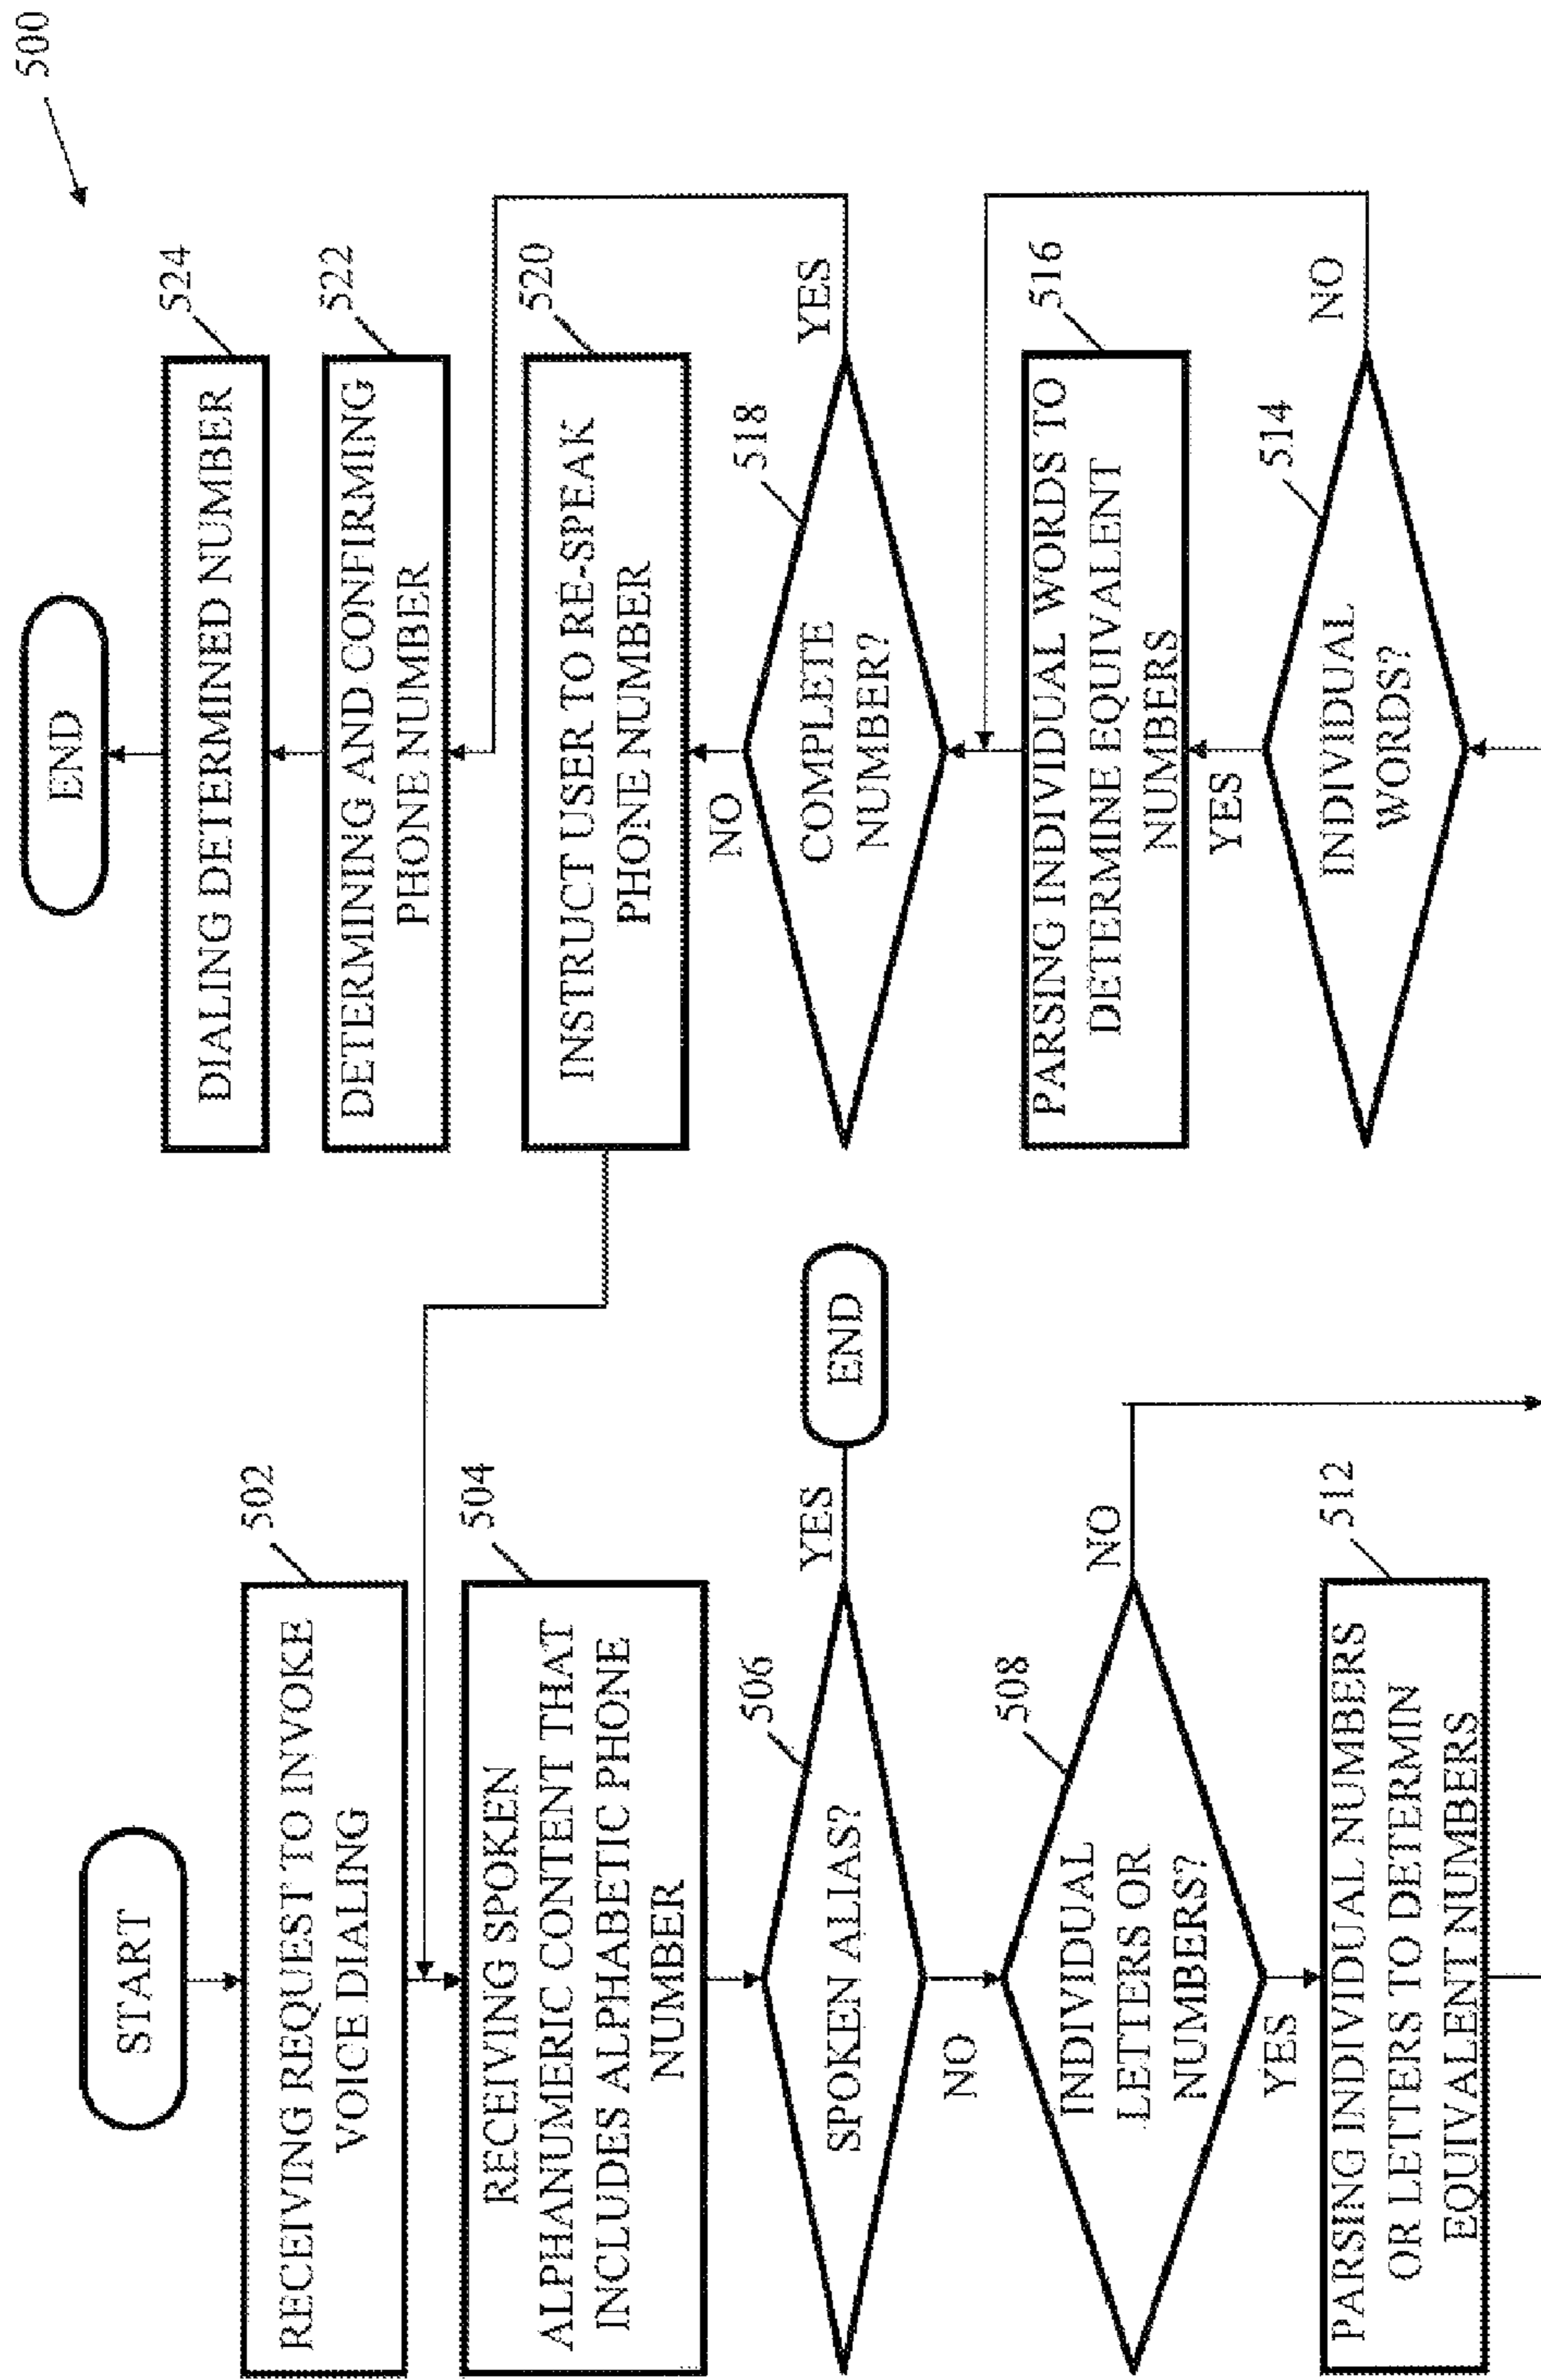 500
START
502
RECEIVING REQUEST TO INVOKE
VOICE DIALING
504
RECEIVING SPOKEN
ALPHANUMERIC CONTENT THAT
INCLUDES ALPHABETIC PHONE
NUMBER
506
SPOKEN ALIAS?
YES
END
NO
508
INDIVIDUAL
LETTERS OR
NUMBERS?
NO
YES
512
PARSING INDIVIDUAL NUMBERS
OR LETTERS TO DETERMIN
EQUIVALENT NUMBERS
END
524
DIALING DETERMINED NUMBER
522
DETERMINING AND CONFIRMING
PHONE NUMBER
520
INSTRUCT USER TO RE-SPEAK
PHONE NUMBER
NO
518
COMPLETE
NUMBER?
YES
516
PARSING INDIVIDUAL WORDS TO
DETERMINE EQUIVALENT
NUMBERS
YES
514
INDIVIDUAL
WORDS?
NO